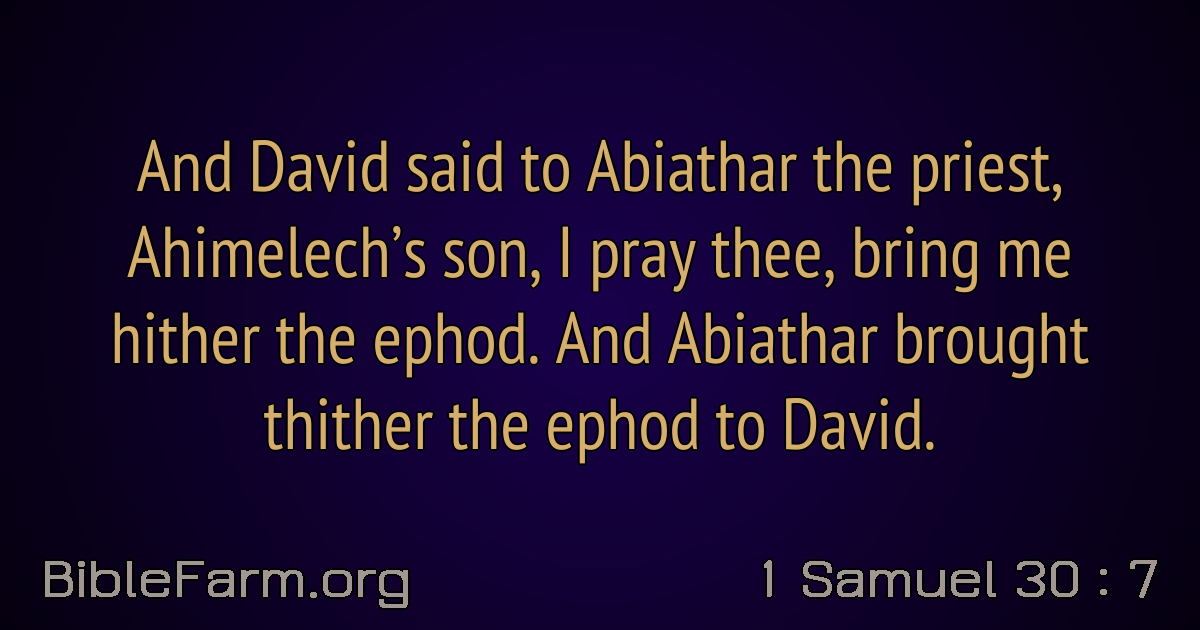 And David said to Abiathar the priest,
Ahimelech’s son, I pray thee, bring me
hither the ephod. And Abiathar brought
thither the ephod to David.
BibleFarm.org
1 Samuel 30 : 7